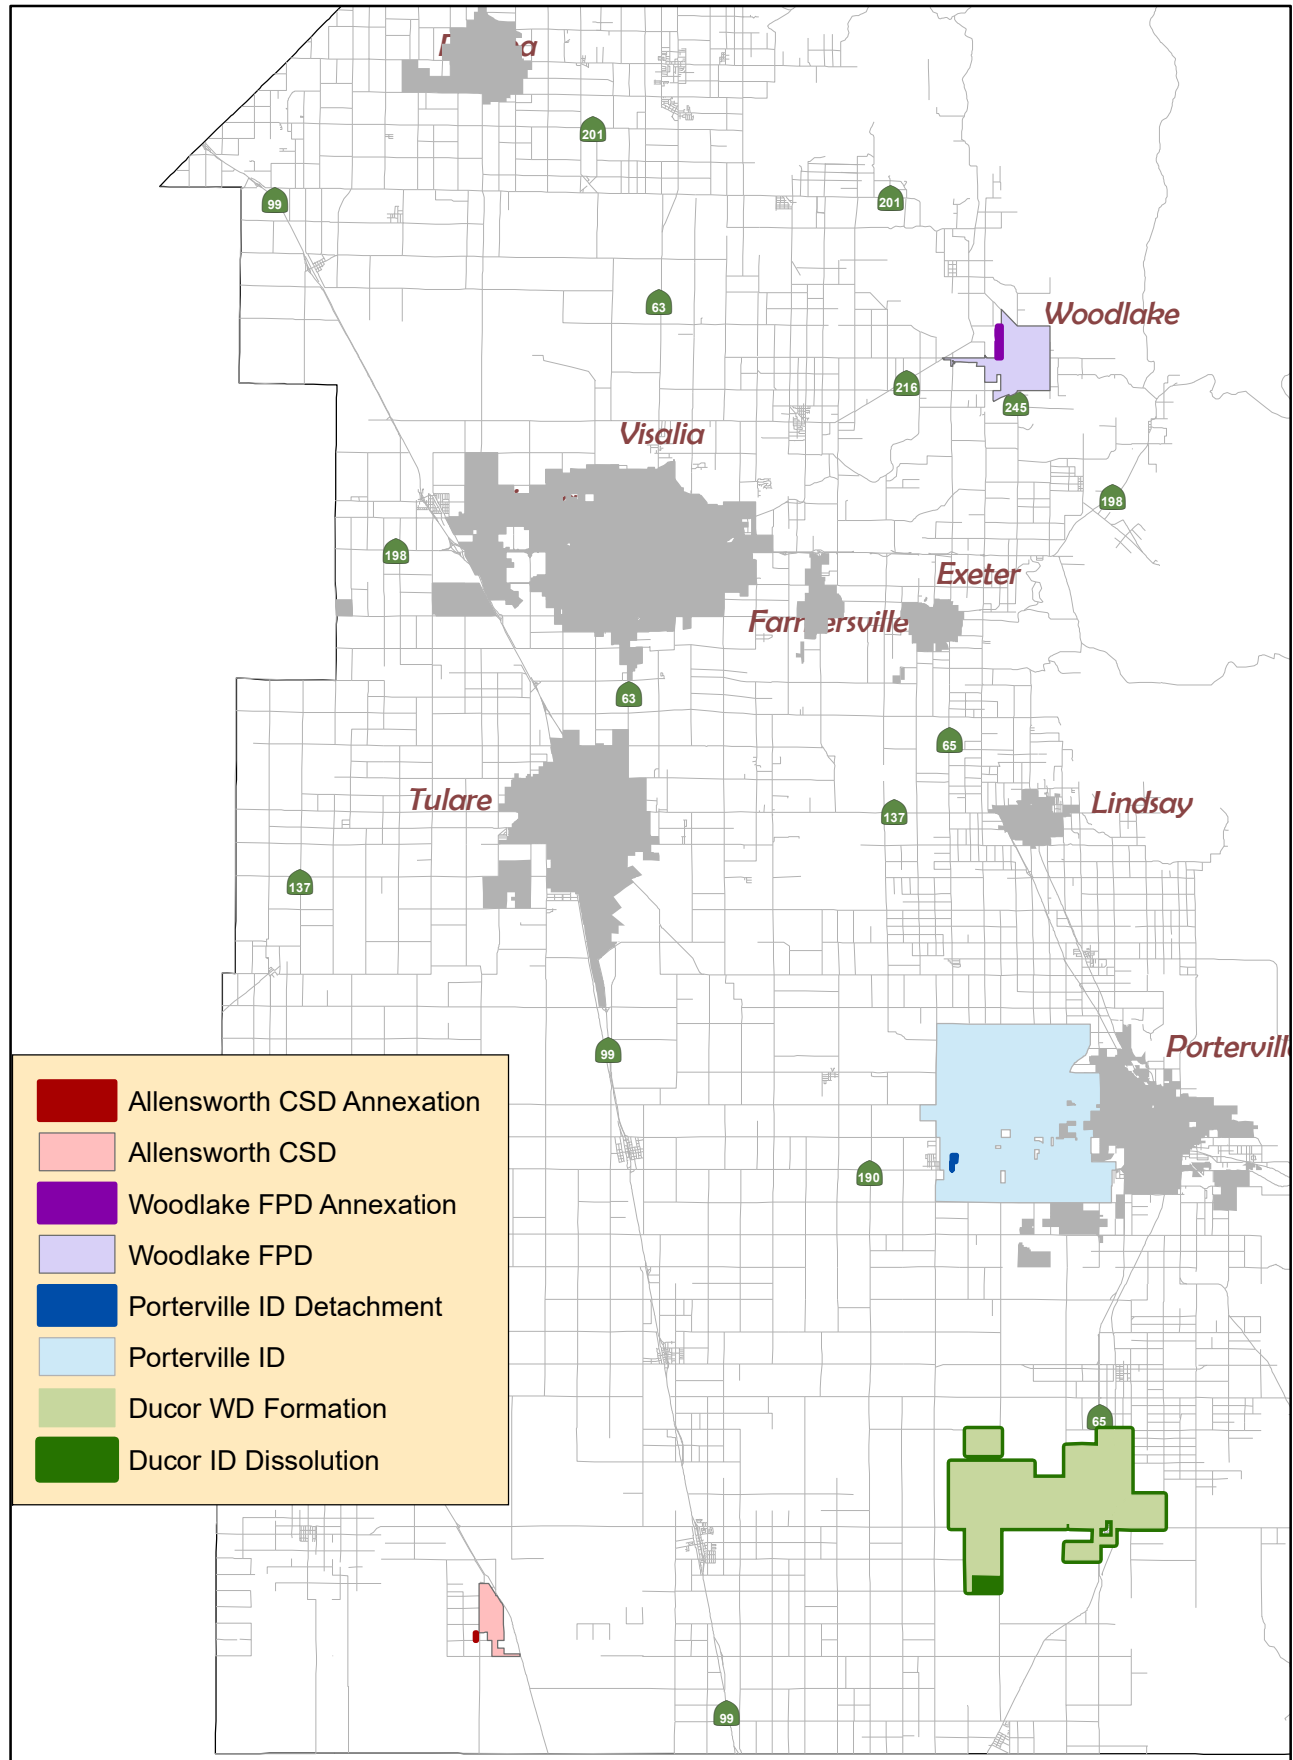 201
99
201
63
Woodlake
216
245
Visalia
198
198
Exeter
Farmersville
63
65
Tulare
Lindsay
137
137
99
Porterville
190
Allensworth CSD Annexation
Allensworth CSD
Woodlake FPD Annexation
Woodlake FPD
Porterville ID Detachment
Porterville ID
Ducor WD Formation
Ducor ID Dissolution
65
99